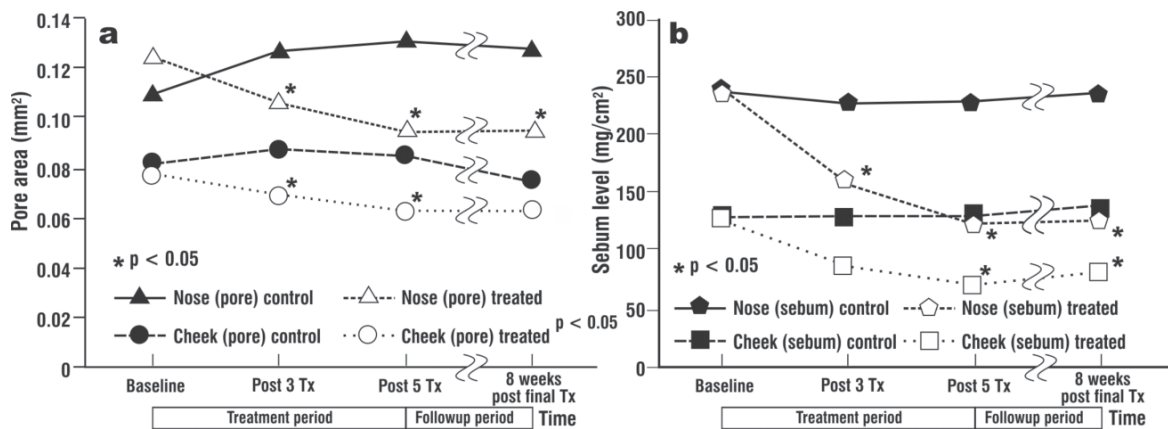 a
Pore area (mm²)
0.14
0.12
0.10
0.08
0.06
0.04
0.02
0
*
*
*
*
*
* p < 0.05
Nose (pore) control
Nose (pore) treated
Cheek (pore) control
Cheek (pore) treated
p < 0.05
Baseline
Post 3 Tx
Post 5 Tx
8 weeks
post final Tx
Treatment period
Followup period
Time
b
Sebum level (mg/cm²)
300
250
200
150
100
50
0
*
*
*
*
*
* p < 0.05
Nose (sebum) control
Nose (sebum) treated
Cheek (sebum) control
Cheek (sebum) treated
Baseline
Post 3 Tx
Post 5 Tx
8 weeks
post final Tx
Treatment period
Followup period
Time